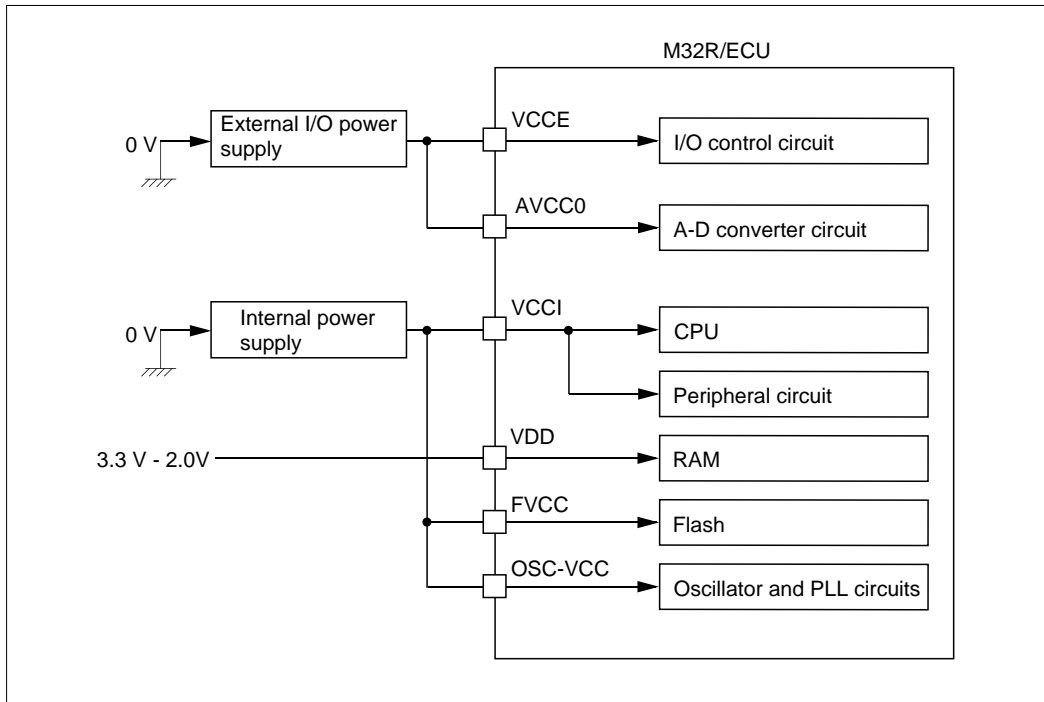 M32R/ECU
0 V
External I/O power
supply
VCCE
I/O control circuit
AVCC0
A-D converter circuit
0 V
Internal power
supply
VCCI
CPU
Peripheral circuit
3.3 V - 2.0V
VDD
RAM
FVCC
Flash
OSC-VCC
Oscillator and PLL circuits